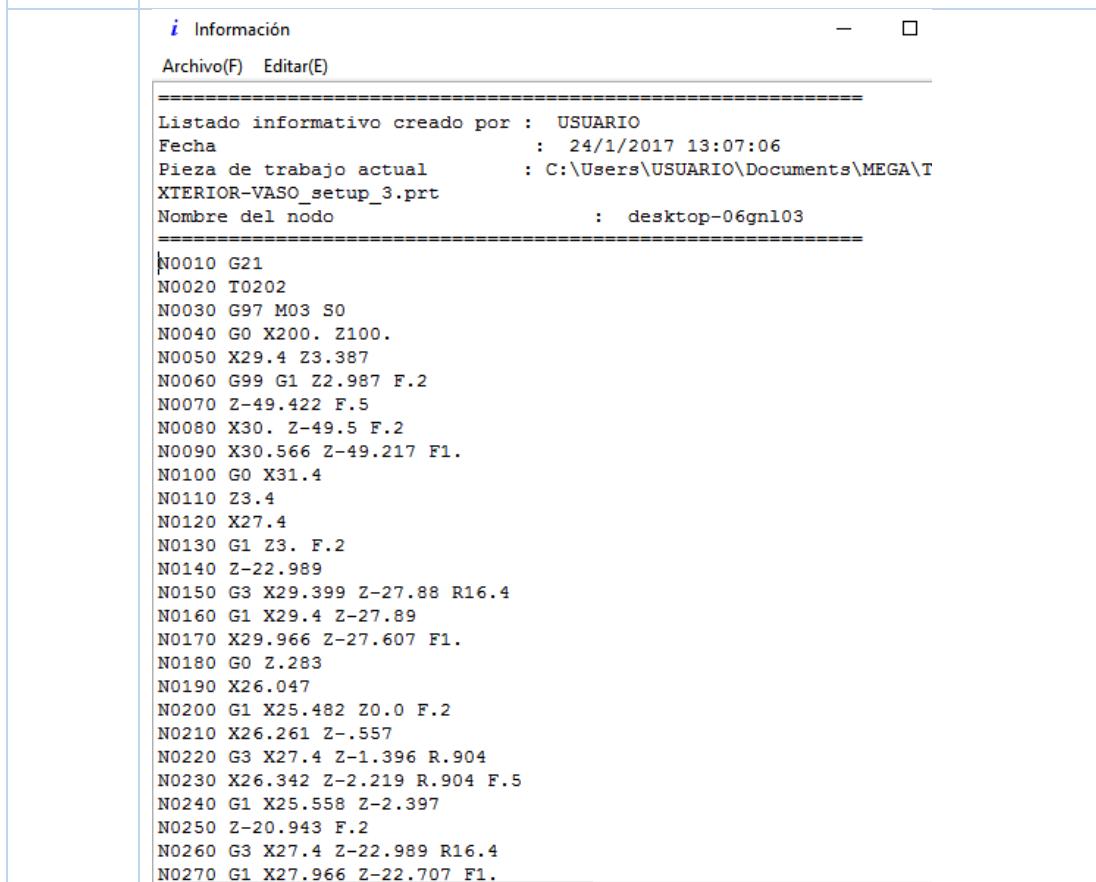 i Información
Archivo(F) Editar(E)
============================================================
Listado informativo creado por : USUARIO
Fecha : 24/1/2017 13:07:06
Pieza de trabajo actual : C:\Users\USUARIO\Documents\MEGA\T
XTERIOR-VASO_setup_3.prt
Nombre del nodo : desktop-06gnl03
============================================================
N0010 G21
N0020 T0202
N0030 G97 M03 S0
N0040 G0 X200. Z100.
N0050 X29.4 Z3.387
N0060 G99 G1 Z2.987 F.2
N0070 Z-49.422 F.5
N0080 X30. Z-49.5 F.2
N0090 X30.566 Z-49.217 F1.
N0100 G0 X31.4
N0110 Z3.4
N0120 X27.4
N0130 G1 Z3. F.2
N0140 Z-22.989
N0150 G3 X29.399 Z-27.88 R16.4
N0160 G1 X29.4 Z-27.89
N0170 X29.966 Z-27.607 F1.
N0180 G0 Z.283
N0190 X26.047
N0200 G1 X25.482 Z0.0 F.2
N0210 X26.261 Z-.557
N0220 G3 X27.4 Z-1.396 R.904
N0230 X26.342 Z-2.219 R.904 F.5
N0240 G1 X25.558 Z-2.397
N0250 Z-20.943 F.2
N0260 G3 X27.4 Z-22.989 R16.4
N0270 G1 X27.966 Z-22.707 F1.